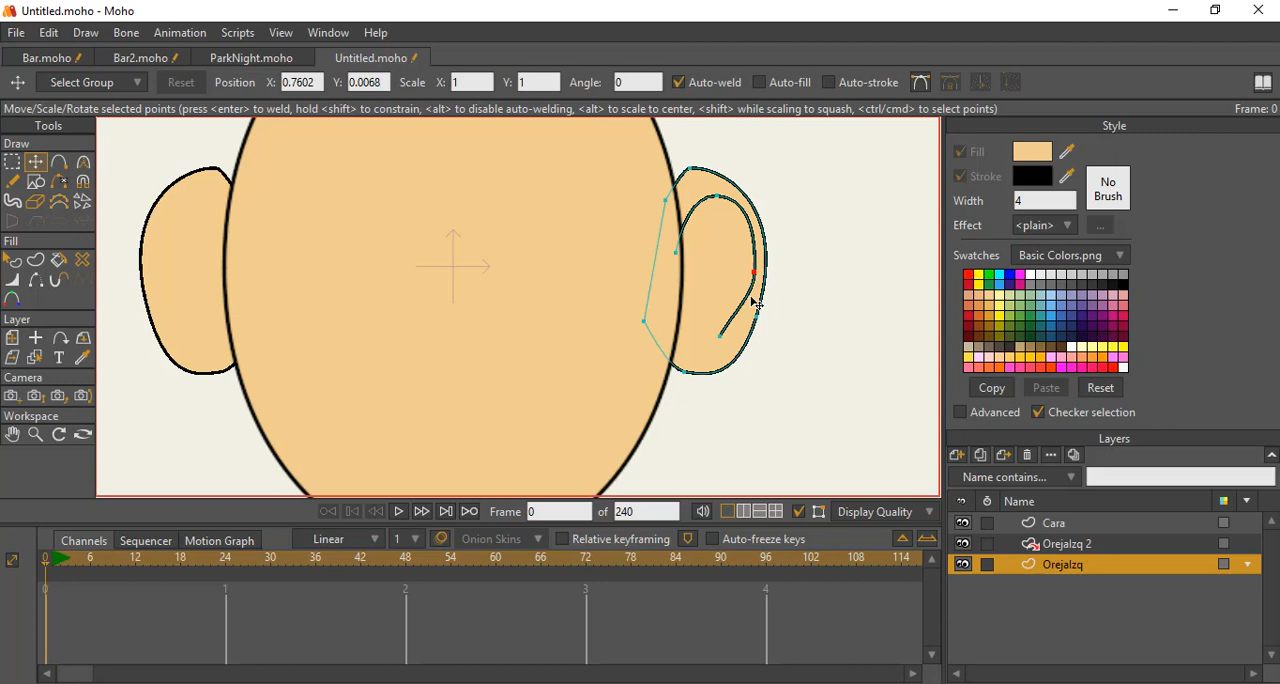 Untitled.moho - Moho
File Edit Draw Bone Animation Scripts View Window Help
Bar.moho Bar2.moho ParkNight.moho Untitled.moho
Select Group Reset Position X: 0.7602 Y: 0.0068 Scale X: 1 Y: 1 Angle: 0 Auto-weld Auto-fill Auto-stroke
Move/Scale/Rotate selected points (press <enter> to weld, hold <shift> to constrain, <alt> to disable auto-welding, <alt> to scale to center, <shift> while scaling to squash, <ctrl/cmd> to select points) Frame: 0
Tools
Draw
Fill
Layer
T
Camera
Workspace
Style
Fill
Stroke
No
Brush
Width 4
Effect <plain> ...
Swatches Basic Colors.png
Copy Paste Reset
Advanced Checker selection
Layers
Name contains...
Name
Cara
OrejaIzq 2
OrejaIzq
Frame 0 of 240 Display Quality
Channels Sequencer Motion Graph Linear 1 Onion Skins Relative keyframing Auto-freeze keys
0 6 12 18 24 30 36 42 48 54 60 66 72 78 84 90 96 102 108 114
0 1 2 3 4